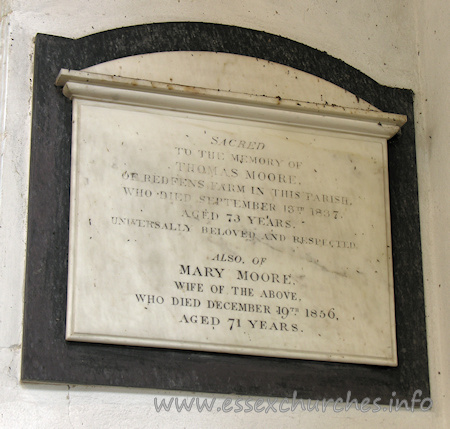 SACRED
TO THE MEMORY OF
THOMAS MOORE,
OF REDFENS FARM IN THIS PARISH,
WHO DIED SEPTEMBER 13TH 1837.
AGED 73 YEARS.
UNIVERSALLY BELOVED AND RESPECTED.
ALSO, OF
MARY MOORE,
WIFE OF THE ABOVE,
WHO DIED DECEMBER 19TH 1856,
AGED 71 YEARS.
www.essexchurches.info